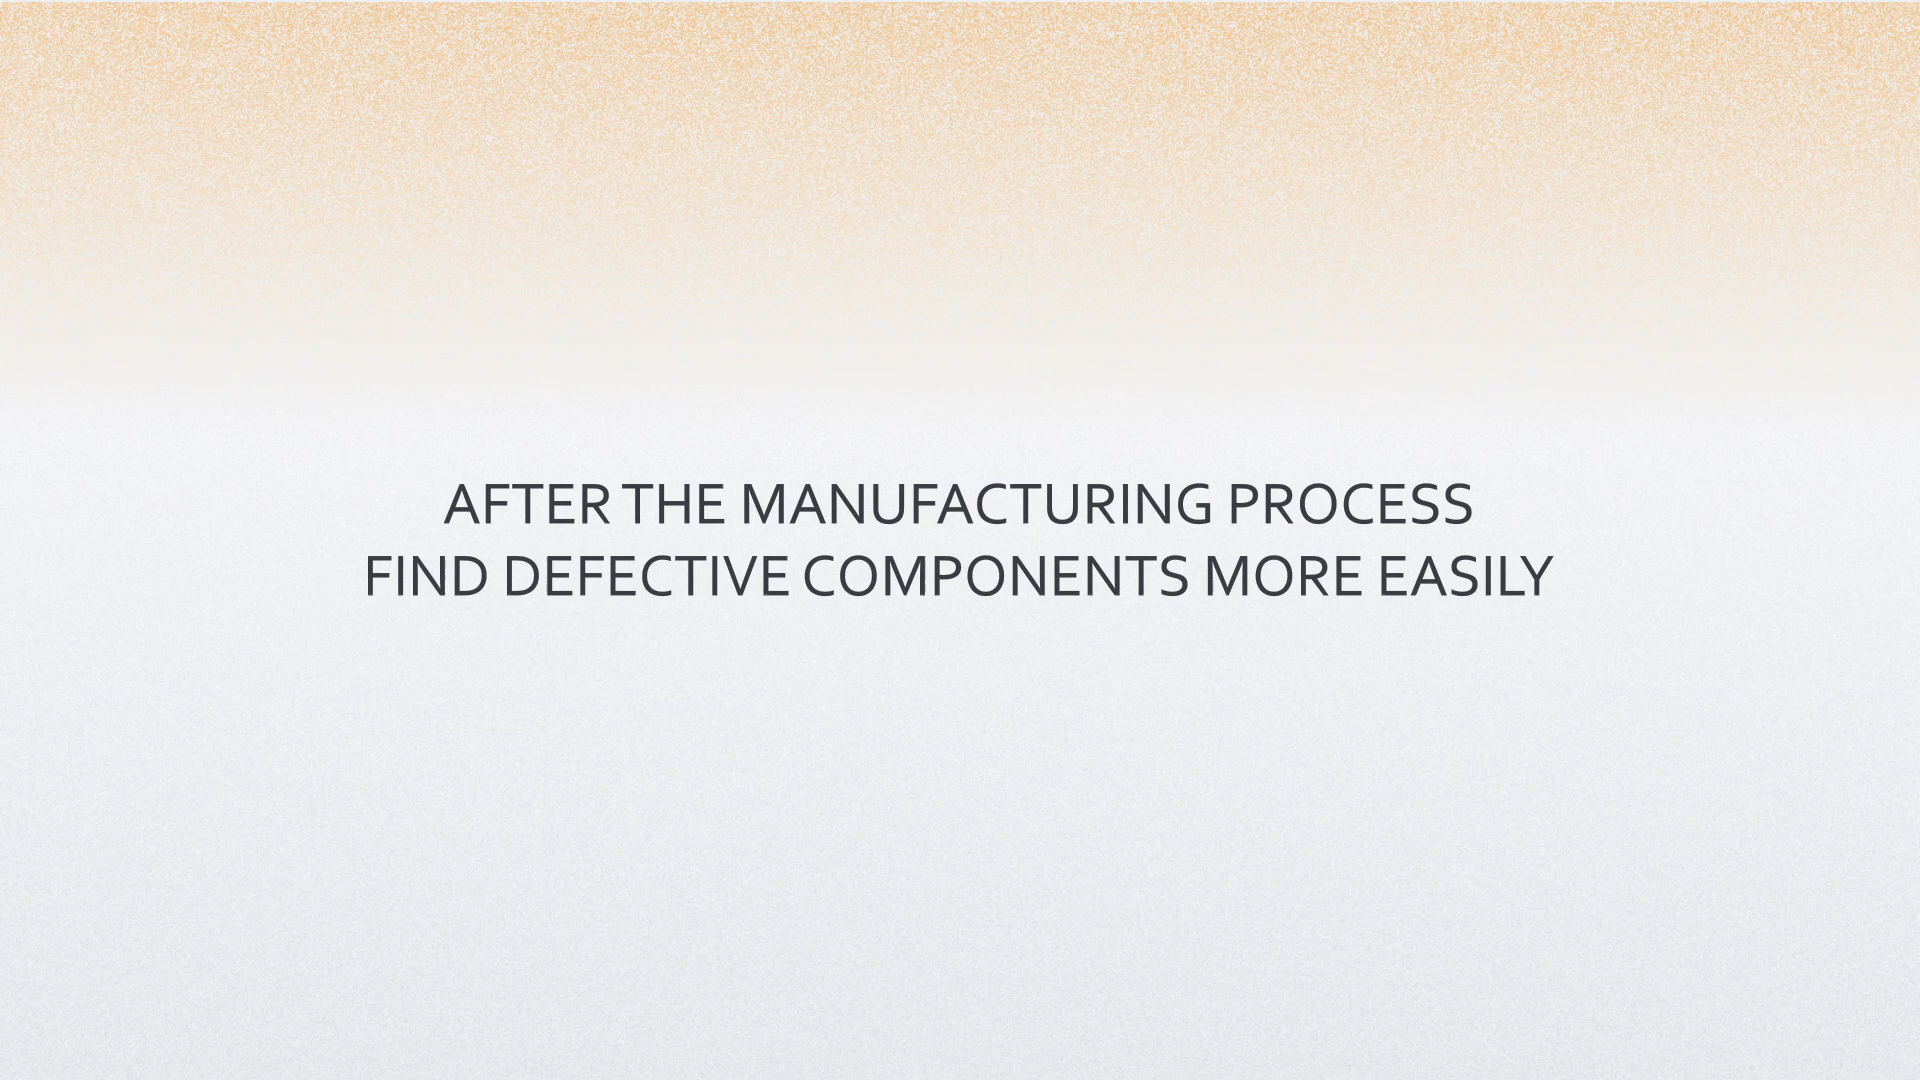 AFTER THE MANUFACTURING PROCESS
FIND DEFECTIVE COMPONENTS MORE EASILY